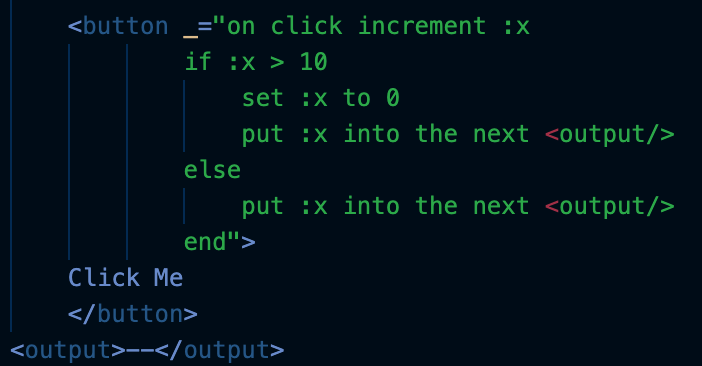 <button _="on click increment :x
if :x > 10
set :x to 0
put :x into the next <output/>
else
put :x into the next <output/>
end">
Click Me
</button>
<output>--</output>